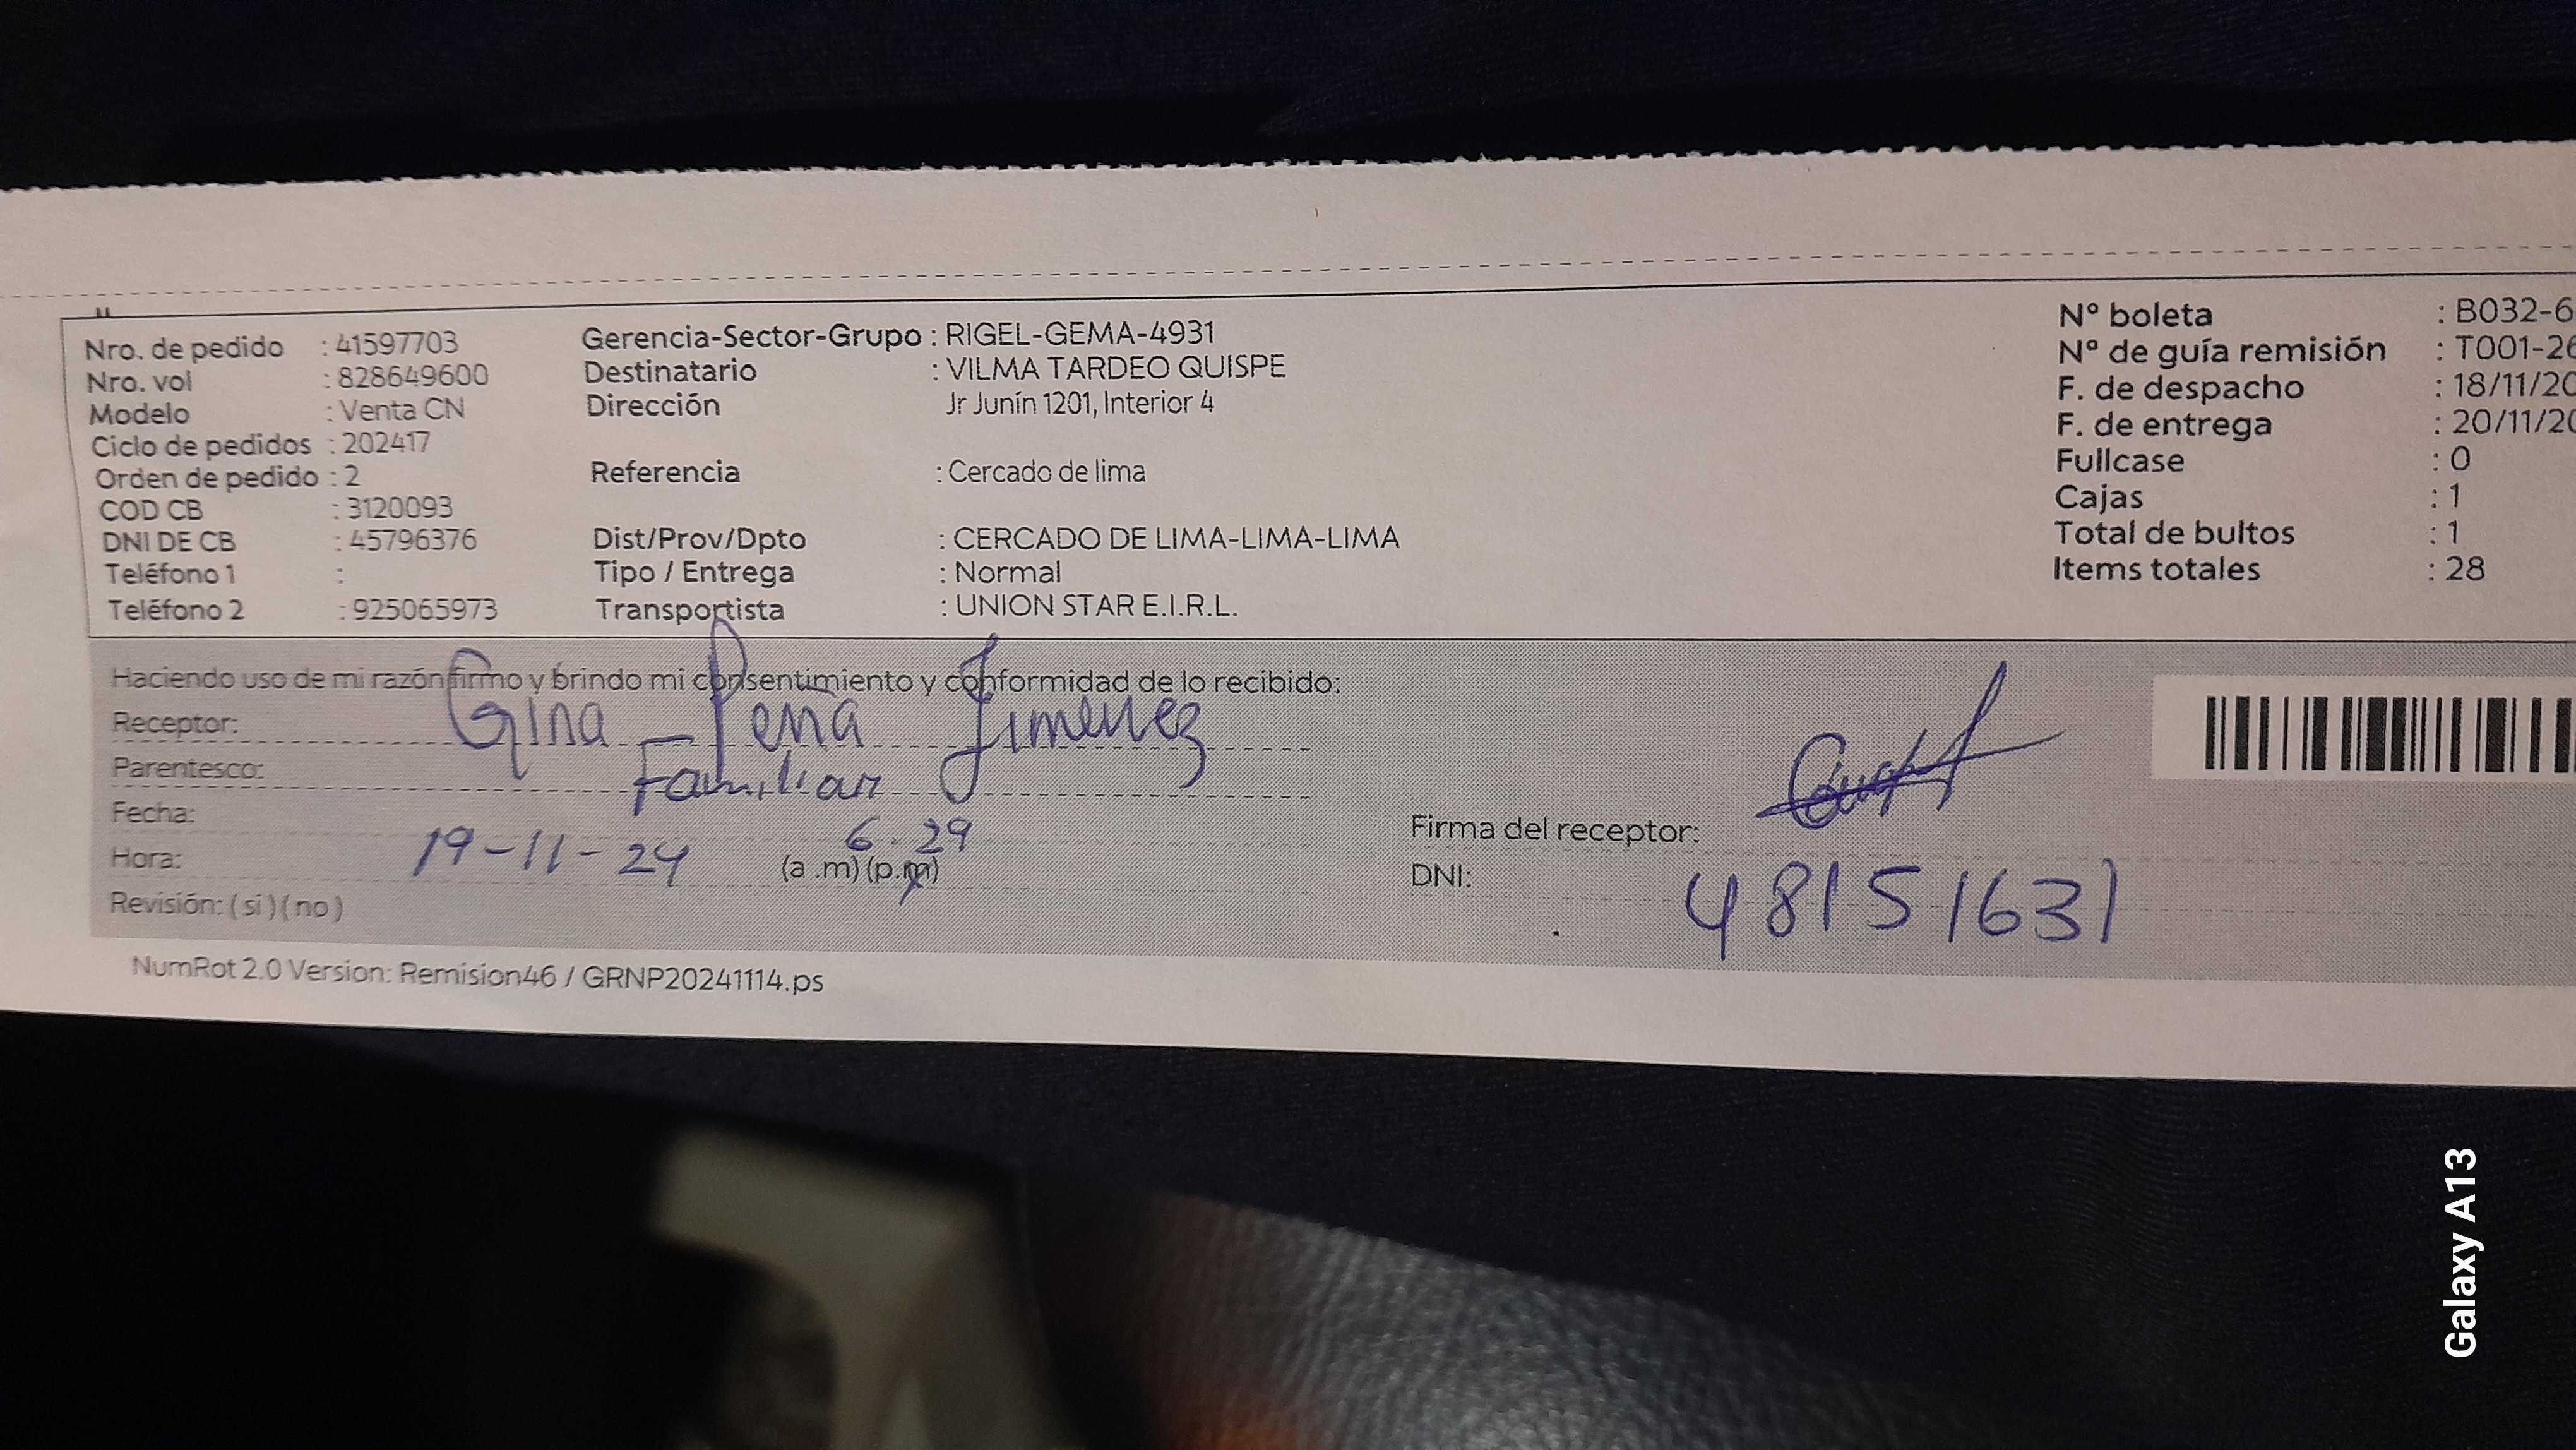 Nro. de pedido : 41597703 Gerencia-Sector-Grupo : RIGEL-GEMA-4931 Nº boleta : B032-6
Nro. vol : 828649600 Destinatario : VILMA TARDEO QUISPE Nº de guía remisión : T001-26
Modelo : Venta CN Dirección Jr Junín 1201, Interior 4 F. de despacho : 18/11/20
Ciclo de pedidos : 202417 F. de entrega : 20/11/20
Orden de pedido : 2 Referencia : Cercado de lima Fullcase : 0
COD CB : 3120093 Cajas : 1
DNI DE CB : 45796376 Dist/Prov/Dpto : CERCADO DE LIMA-LIMA-LIMA Total de bultos : 1
Teléfono 1 : Tipo / Entrega : Normal Items totales : 28
Teléfono 2 : 925065973 Transportista : UNION STAR E.I.R.L.
Haciendo uso de mi razón firmo y brindo mi consentimiento y conformidad de lo recibido:
Receptor: Gina Peña Jimenez
Parentesco: Familiar
Fecha: 19-11-24
Hora: 6.29 (a .m) (p.m)
Revisión: ( si ) ( no )
Firma del receptor:
DNI: 48151631
NumRot 2.0 Version: Remision46 / GRNP20241114.ps
Galaxy A13